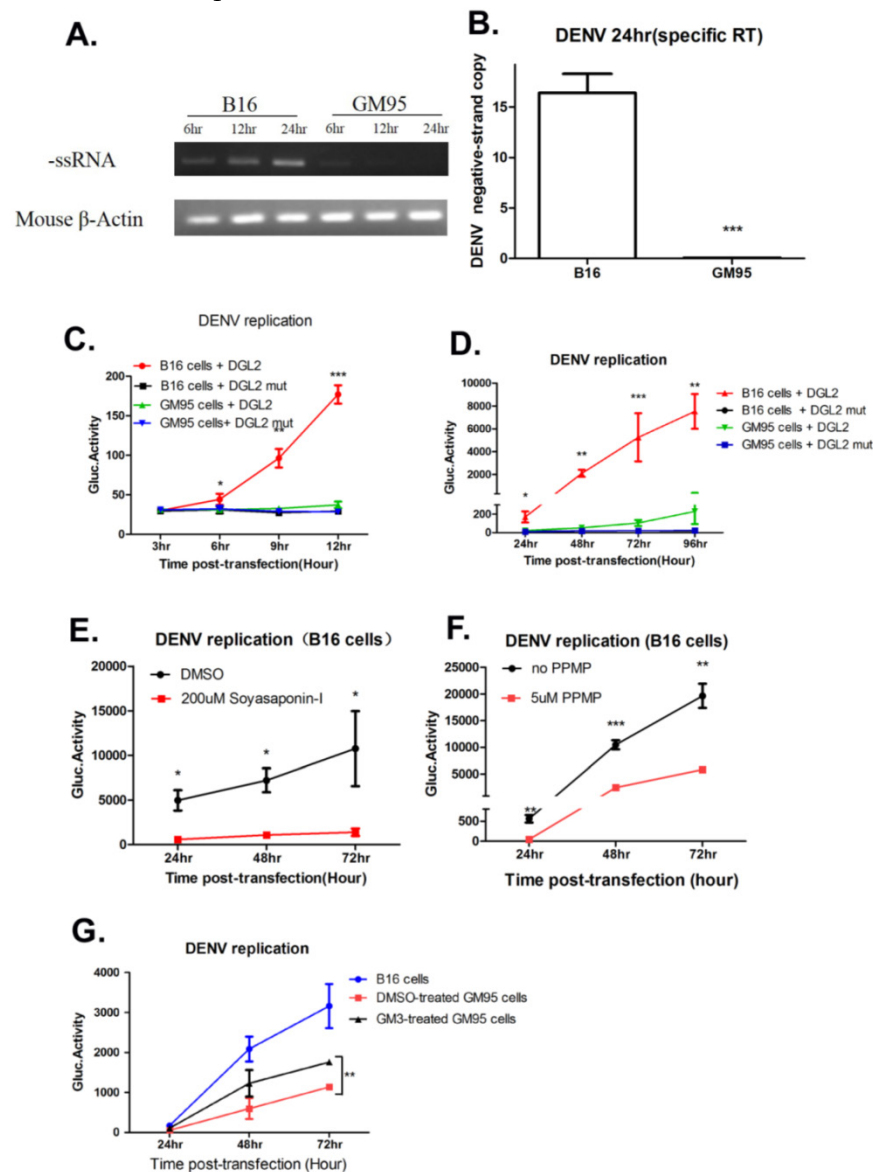 A.
B16 GM95
6hr 12hr 24hr 6hr 12hr 24hr
-ssRNA
Mouse β-Actin
B.
DENV 24hr(specific RT)
DENV negative-strand copy
15
10
5
0
***
B16 GM95
C.
DENV replication
B16 cells + DGL2
B16 cells + DGL2 mut
GM95 cells + DGL2
GM95 cells+ DGL2 mut
Gluc.Activity
200
150
100
50
0
*
**
***
3hr 6hr 9hr 12hr
Time post-transfection(Hour)
D.
DENV replication
B16 cells + DGL2
B16 cells + DGL2 mut
GM95 cells + DGL2
GM95 cells + DGL2 mut
Gluc.Activity
10000
8000
6000
4000
2000
200
0
*
**
***
**
24hr 48hr 72hr 96hr
Time post-transfection(Hour)
E.
DENV replication（B16 cells）
DMSO
200uM Soyasaponin-I
Gluc.Activity
20000
15000
10000
5000
0
*
*
*
24hr 48hr 72hr
Time post-transfection(Hour)
F.
DENV replication (B16 cells)
no PPMP
5uM PPMP
Gluc.Activity
25000
20000
15000
10000
5000
500
0
**
***
**
24hr 48hr 72hr
Time post-transfection (hour)
G.
DENV replication
B16 cells
DMSO-treated GM95 cells
GM3-treated GM95 cells
Gluc.Activity
4000
3000
2000
1000
0
**
24hr 48hr 72hr
Time post-transfection (Hour)